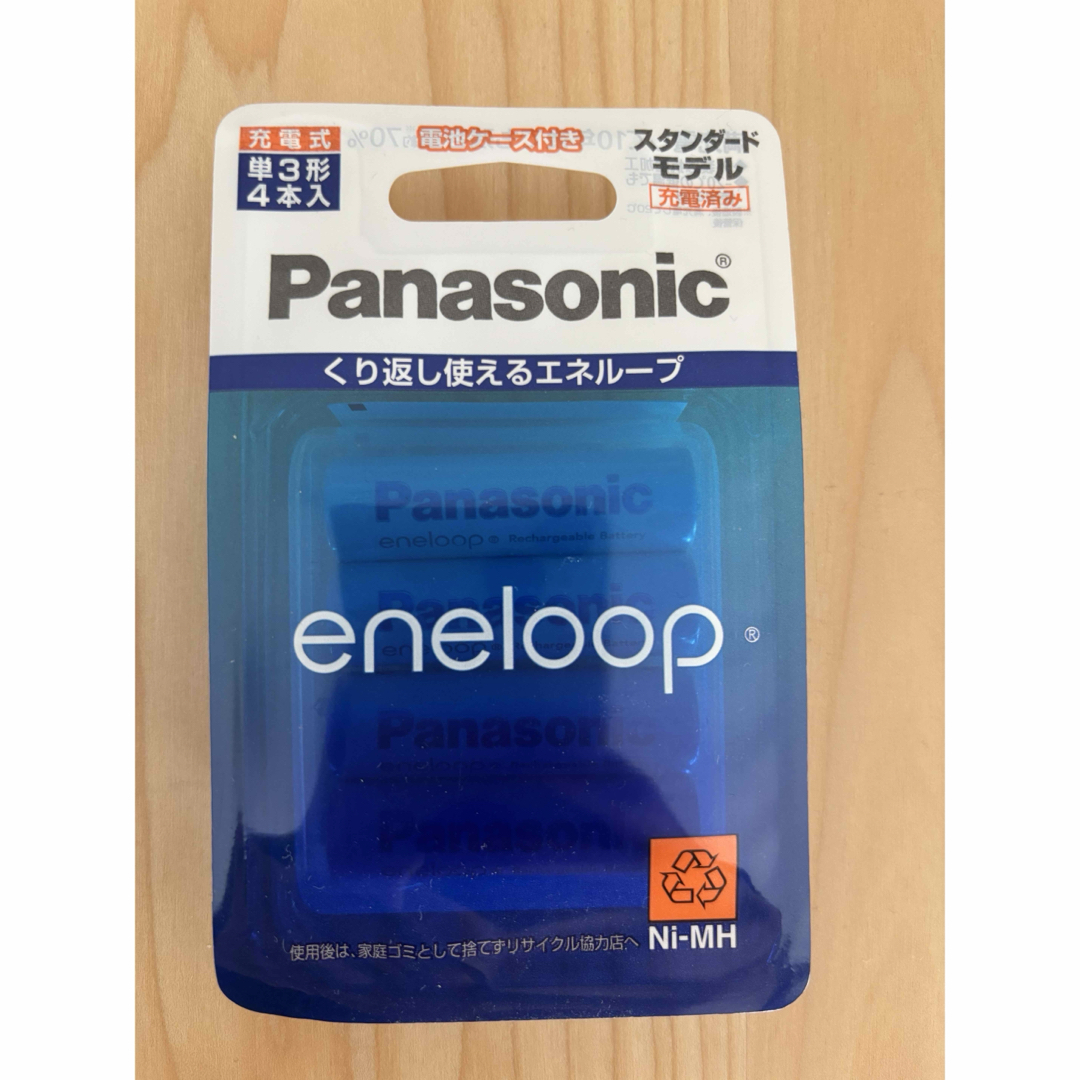 充電式
単3形
4本入
電池ケース付き
スタンダード
モデル
充電済み
Panasonic®
くり返し使えるエネループ
Panasonic
eneloop® Rechargeable Battery
Panasonic
eneloop®
Panasonic
eneloop
Panasonic
使用後は、家庭ゴミとして捨てずリサイクル協力店へ
Ni-MH